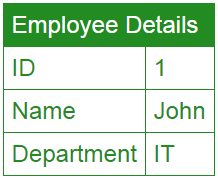 Employee Details
ID 1
Name John
Department IT